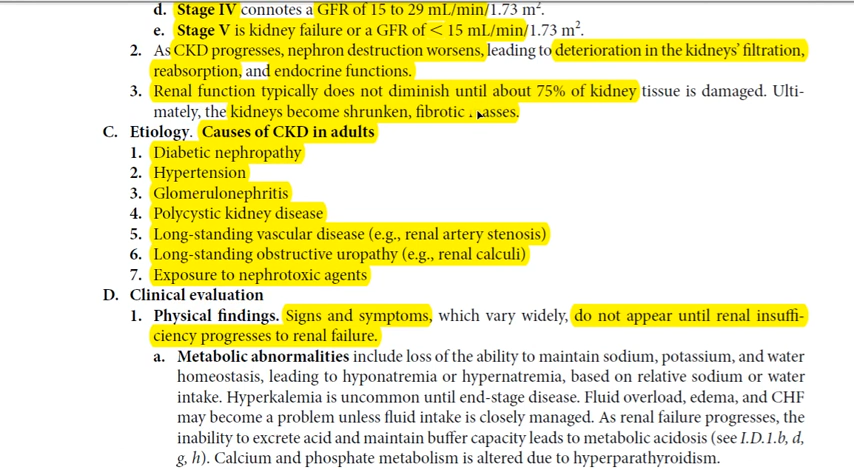 d. Stage IV connotes a GFR of 15 to 29 mL/min/1.73 m².
e. Stage V is kidney failure or a GFR of < 15 mL/min/1.73 m².
2. As CKD progresses, nephron destruction worsens, leading to deterioration in the kidneys' filtration,
reabsorption, and endocrine functions.
3. Renal function typically does not diminish until about 75% of kidney tissue is damaged. Ulti-
mately, the kidneys become shrunken, fibrotic asses.
C. Etiology. Causes of CKD in adults
1. Diabetic nephropathy
2. Hypertension
3. Glomerulonephritis
4. Polycystic kidney disease
5. Long-standing vascular disease (e.g., renal artery stenosis)
6. Long-standing obstructive uropathy (e.g., renal calculi)
7. Exposure to nephrotoxic agents
D. Clinical evaluation
1. Physical findings. Signs and symptoms, which vary widely, do not appear until renal insuffi-
ciency progresses to renal failure.
a. Metabolic abnormalities include loss of the ability to maintain sodium, potassium, and water
homeostasis, leading to hyponatremia or hypernatremia, based on relative sodium or water
intake. Hyperkalemia is uncommon until end-stage disease. Fluid overload, edema, and CHF
may become a problem unless fluid intake is closely managed. As renal failure progresses, the
inability to excrete acid and maintain buffer capacity leads to metabolic acidosis (see I.D.1.b, d,
g, h). Calcium and phosphate metabolism is altered due to hyperparathyroidism.